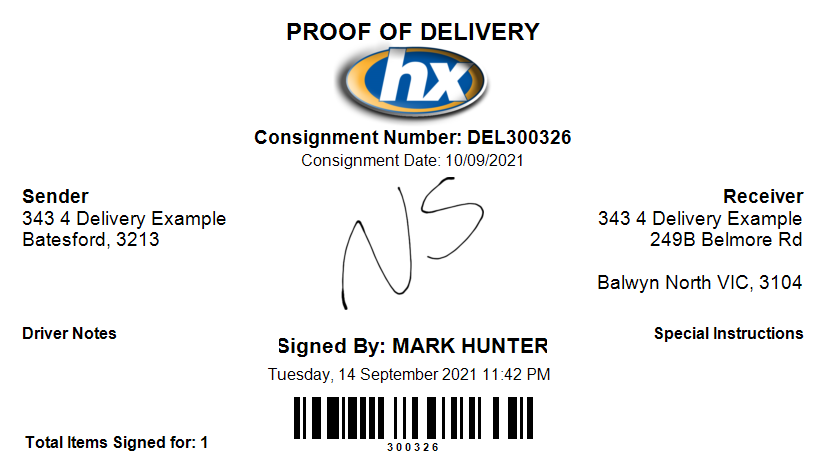 PROOF OF DELIVERY
hx
Consignment Number: DEL300326
Consignment Date: 10/09/2021
Sender
343 4 Delivery Example
Batesford, 3213
NS
Receiver
343 4 Delivery Example
249B Belmore Rd
Balwyn North VIC, 3104
Driver Notes
Special Instructions
Signed By: MARK HUNTER
Tuesday, 14 September 2021 11:42 PM
300326
Total Items Signed for: 1